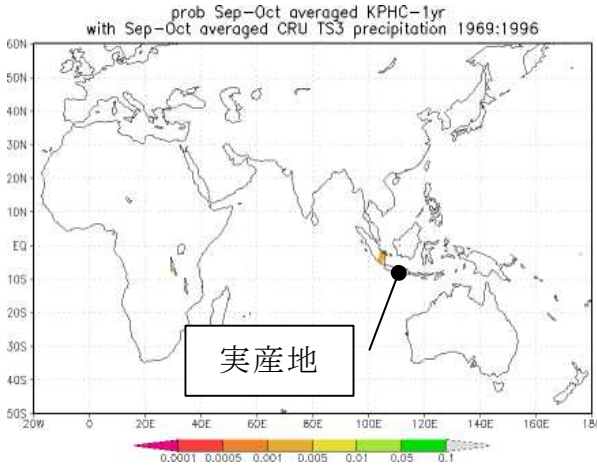 prob Sep-Oct averaged KPHC-1yr
with Sep-Oct averaged CRU TS3 precipitation 1969:1996
60N
50N
40N
30N
20N
10N
EQ
10S
20S
30S
40S
50S
実産地
20W 0 20E 40E 60E 80E 100E 120E 140E 160E 18
0.0001 0.0005 0.001 0.005 0.01 0.05 0.1